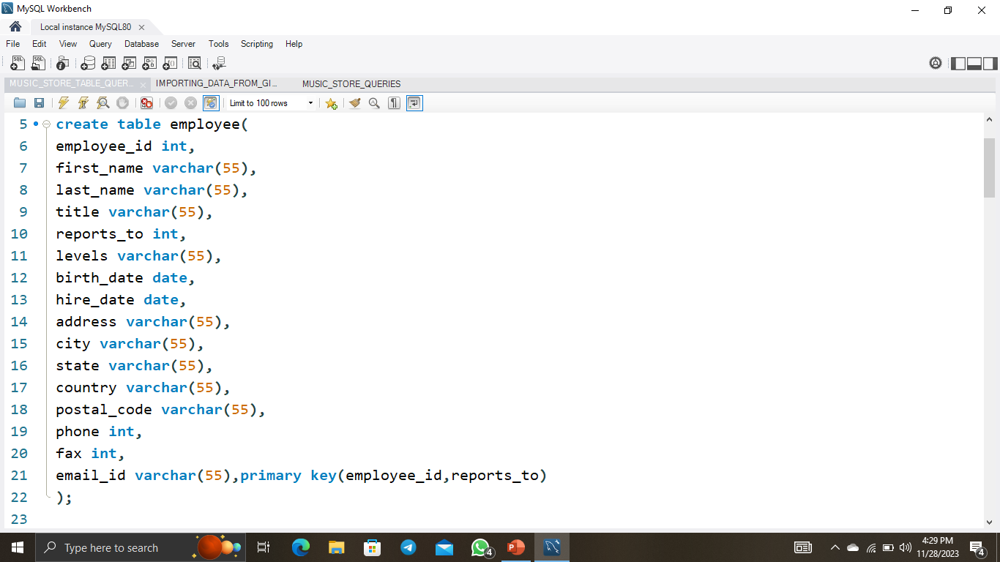 MySQL Workbench
Local instance MySQL80
File Edit View Query Database Server Tools Scripting Help
MUSIC_STORE_TABLE_QUER... IMPORTING_DATA_FROM_GI... MUSIC_STORE_QUERIES
Limit to 100 rows
5 create table employee(
6 employee_id int,
7 first_name varchar(55),
8 last_name varchar(55),
9 title varchar(55),
10 reports_to int,
11 levels varchar(55),
12 birth_date date,
13 hire_date date,
14 address varchar(55),
15 city varchar(55),
16 state varchar(55),
17 country varchar(55),
18 postal_code varchar(55),
19 phone int,
20 fax int,
21 email_id varchar(55),primary key(employee_id,reports_to)
22 );
23
Type here to search
4
4:29 PM
11/28/2023
4